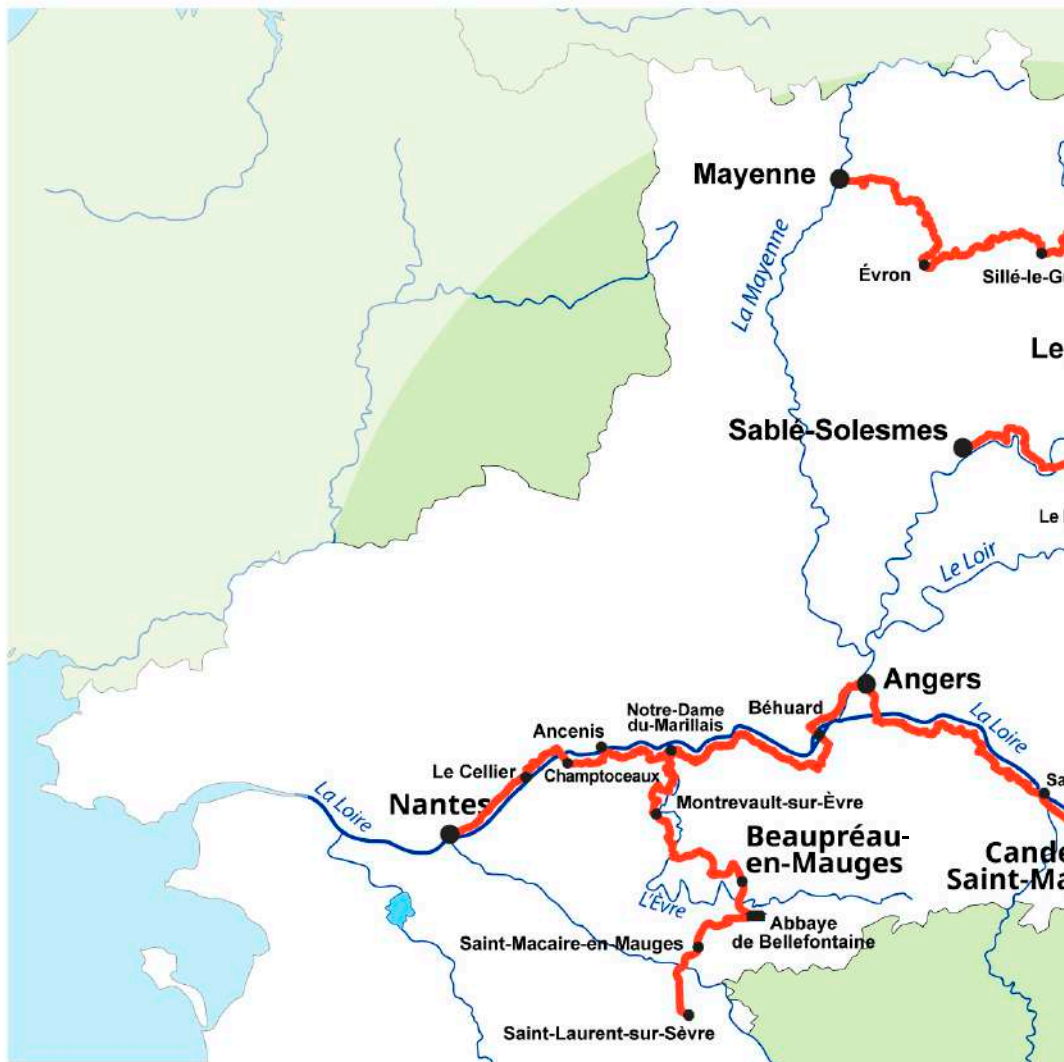 Mayenne
La Mayenne
Évron
Sillé-le-G
Le
Sablé-Solesmes
Le
Le Loir
Angers
Béhuard
Notre-Dame
du-Marillais
La Loire
Ancenis
Le Cellier
Champtoceaux
Sa
La Loire
Nantes
Montrevault-sur-Èvre
Beaupréau-
en-Mauges
Cande
Saint-Ma
L'Èvre
Abbaye
de Bellefontaine
Saint-Macaire-en Mauges
Saint-Laurent-sur-Sèvre